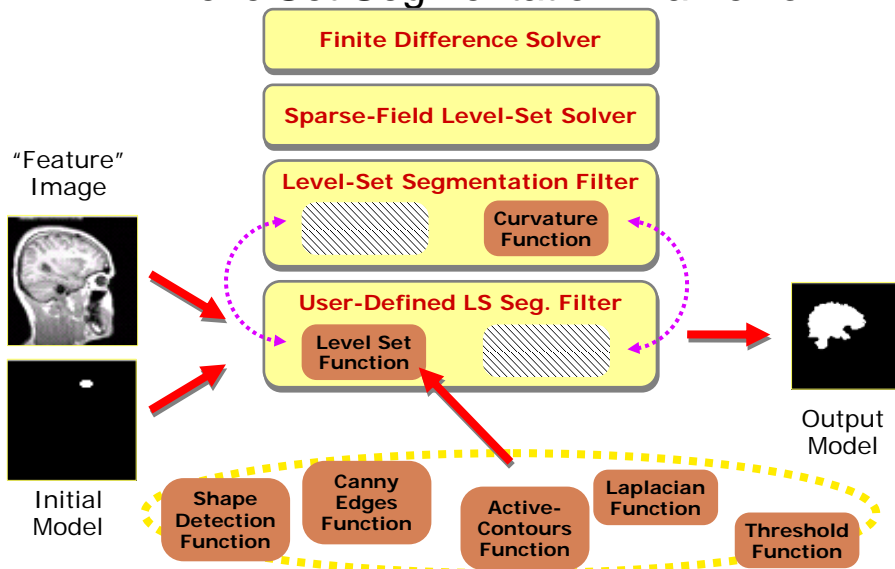 Set Segmentation
Finite Difference Solver
Sparse-Field Level-Set Solver
"Feature"
Image
Level-Set Segmentation Filter
Curvature
Function
User-Defined LS Seg. Filter
Level Set
Function
Output
Model
Initial
Model
Shape
Detection
Function
Canny
Edges
Function
Active-
Contours
Function
Laplacian
Function
Threshold
Function